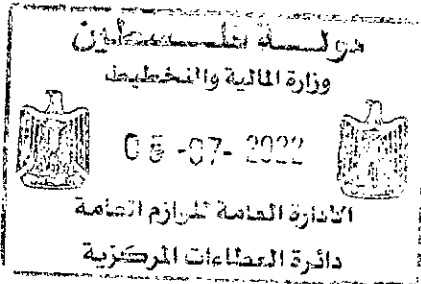 دولة فلسطين
وزارة المالية والتخطيط
05 -07- 2022
الادارة العامة للوازم العامة
دائرة العطاءات المركزية